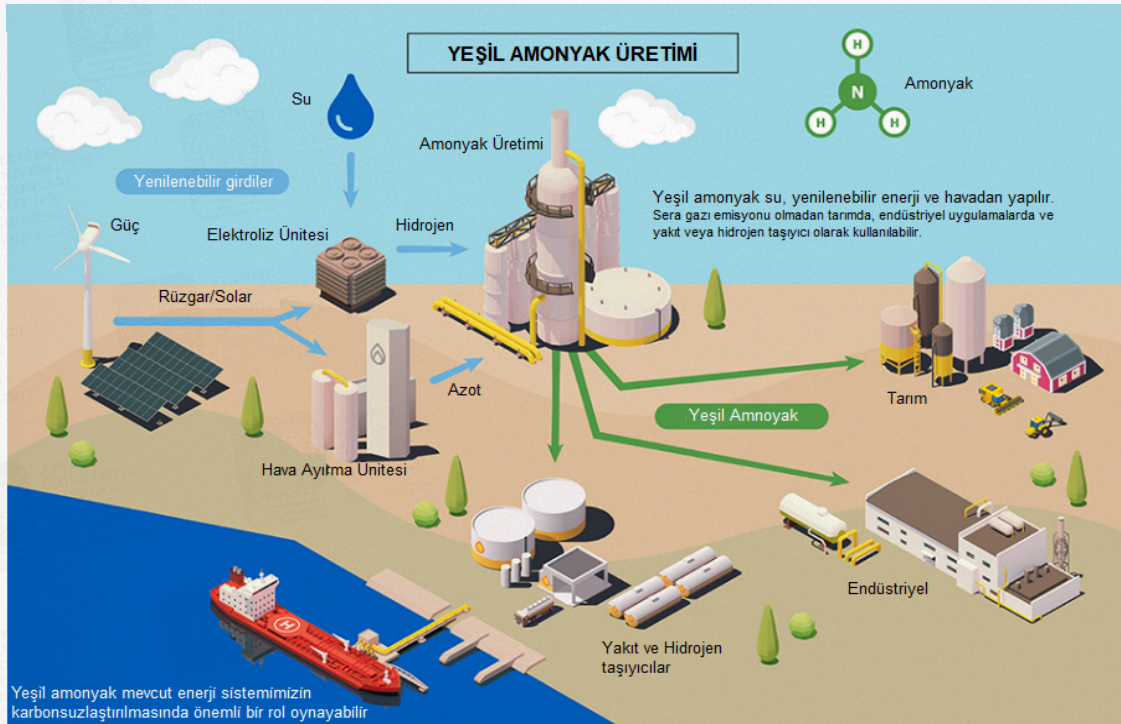 YEŞİL AMONYAK ÜRETİMİ
H
N
H
H
Amonyak
Su
Amonyak Üretimi
Yenilenebilir girdiler
Yeşil amonyak su, yenilenebilir enerji ve havadan yapılır.
Sera gazı emisyonu olmadan tarımda, endüstriyel uygulamalarda ve
yakıt veya hidrojen taşıyıcı olarak kullanılabilir.
Güç
Elektroliz Ünitesi
Hidrojen
Rüzgar/Solar
Azot
Tarım
Yeşil Amnoyak
Hava Ayırma Ünitesi
Endüstriyel
Yakıt ve Hidrojen
taşıyıcılar
H
Yeşil amonyak mevcut enerji sistemimizin
karbonsuzlaştırılmasında önemli bir rol oynayabilir